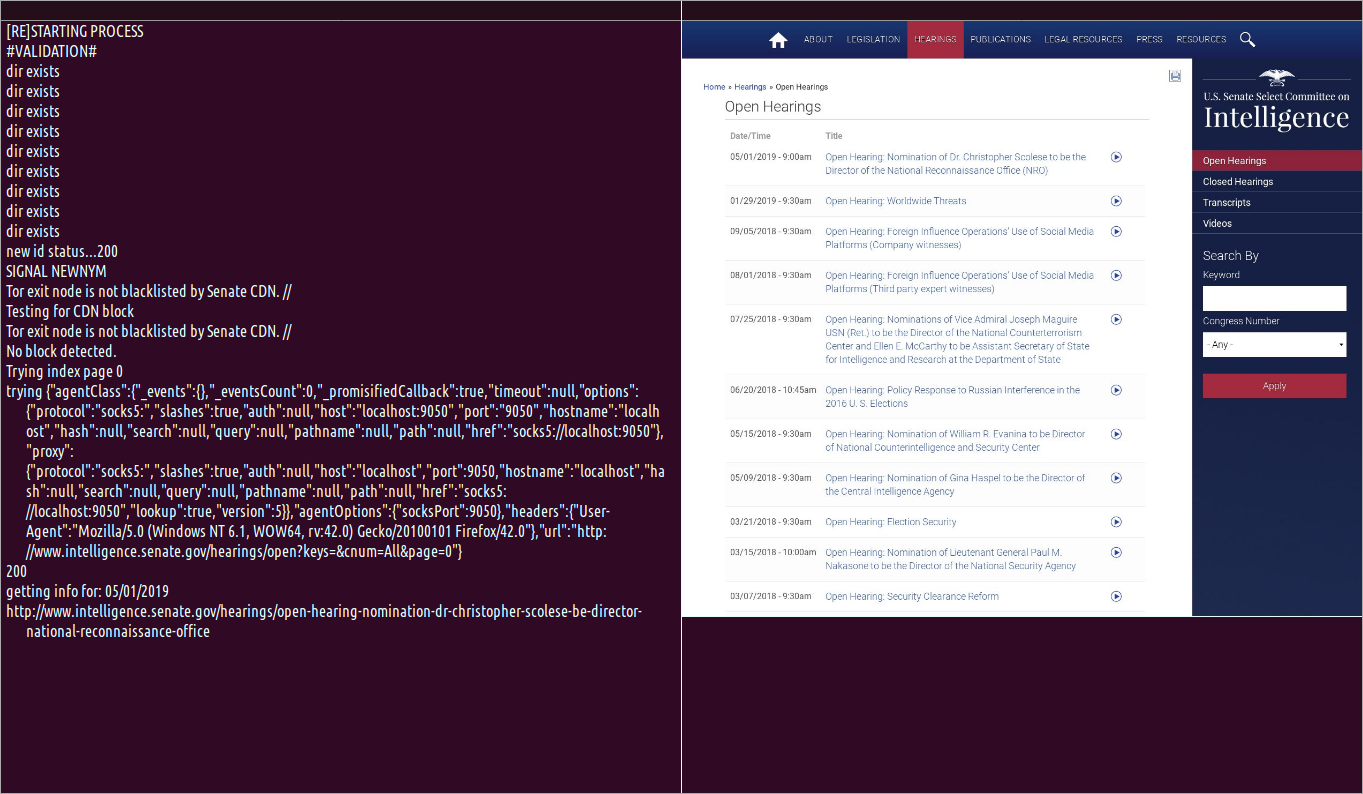 [RE]STARTING PROCESS
#VALIDATION#
dir exists
dir exists
dir exists
dir exists
dir exists
dir exists
dir exists
dir exists
dir exists
new id status...200
SIGNAL NEWNYM
Tor exit node is not blacklisted by Senate CDN. //
Testing for CDN block
Tor exit node is not blacklisted by Senate CDN. //
No block detected.
Trying index page 0
trying {"agentClass":{"_events":{},"_eventsCount":0,"_promisifiedCallback":true,"timeout":null,"options":
{"protocol":"socks5:","slashes":true,"auth":null,"host":"localhost:9050","port":"9050","hostname":"localh
ost","hash":null,"search":null,"query":null,"pathname":null,"path":null,"href":"socks5://localhost:9050"},
"proxy":
{"protocol":"socks5:","slashes":true,"auth":null,"host":"localhost","port":9050,"hostname":"localhost","ha
sh":null,"search":null,"query":null,"pathname":null,"path":null,"href":"socks5:
//localhost:9050","lookup":true,"version":5}},"agentOptions":{"socksPort":9050},"headers":{"User-
Agent":"Mozilla/5.0 (Windows NT 6.1, WOW64, rv:42.0) Gecko/20100101 Firefox/42.0"},"url":"http:
//www.intelligence.senate.gov/hearings/open?keys=&cnum=All&page=0"}
200
getting info for: 05/01/2019
http://www.intelligence.senate.gov/hearings/open-hearing-nomination-dr-christopher-scolese-be-director-
national-reconnaissance-office
ABOUT LEGISLATION HEARINGS PUBLICATIONS LEGAL RESOURCES PRESS RESOURCES
Home » Hearings » Open Hearings
Open Hearings
Date/Time Title
05/01/2019 - 9:00am Open Hearing: Nomination of Dr. Christopher Scolese to be the
Director of the National Reconnaissance Office (NRO)
01/29/2019 - 9:30am Open Hearing: Worldwide Threats
09/05/2018 - 9:30am Open Hearing: Foreign Influence Operations' Use of Social Media
Platforms (Company witnesses)
08/01/2018 - 9:30am Open Hearing: Foreign Influence Operations' Use of Social Media
Platforms (Third party expert witnesses)
07/25/2018 - 9:30am Open Hearing: Nominations of Vice Admiral Joseph Maguire
USN (Ret.) to be the Director of the National Counterterrorism
Center and Ellen E. McCarthy to be Assistant Secretary of State
for Intelligence and Research at the Department of State
06/20/2018 - 10:45am Open Hearing: Policy Response to Russian Interference in the
2016 U. S. Elections
05/15/2018 - 9:30am Open Hearing: Nomination of William R. Evanina to be Director
of National Counterintelligence and Security Center
05/09/2018 - 9:30am Open Hearing: Nomination of Gina Haspel to be the Director of
the Central Intelligence Agency
03/21/2018 - 9:30am Open Hearing: Election Security
03/15/2018 - 10:00am Open Hearing: Nomination of Lieutenant General Paul M.
Nakasone to be the Director of the National Security Agency
03/07/2018 - 9:30am Open Hearing: Security Clearance Reform
U.S. Senate Select Committee on
Intelligence
Open Hearings
Closed Hearings
Transcripts
Videos
Search By
Keyword
Congress Number
- Any -
Apply